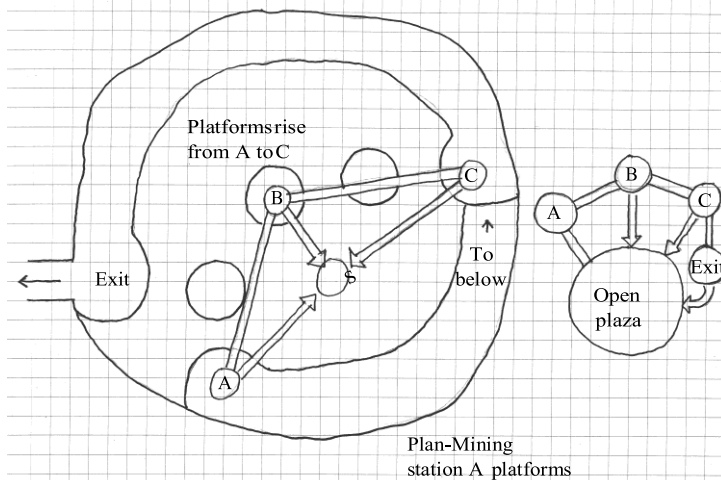 Platforms rise
from A to C
B
C
A
S
Exit
To
below
B
A
C
Exit
Open
plaza
Plan-Mining
station A platforms